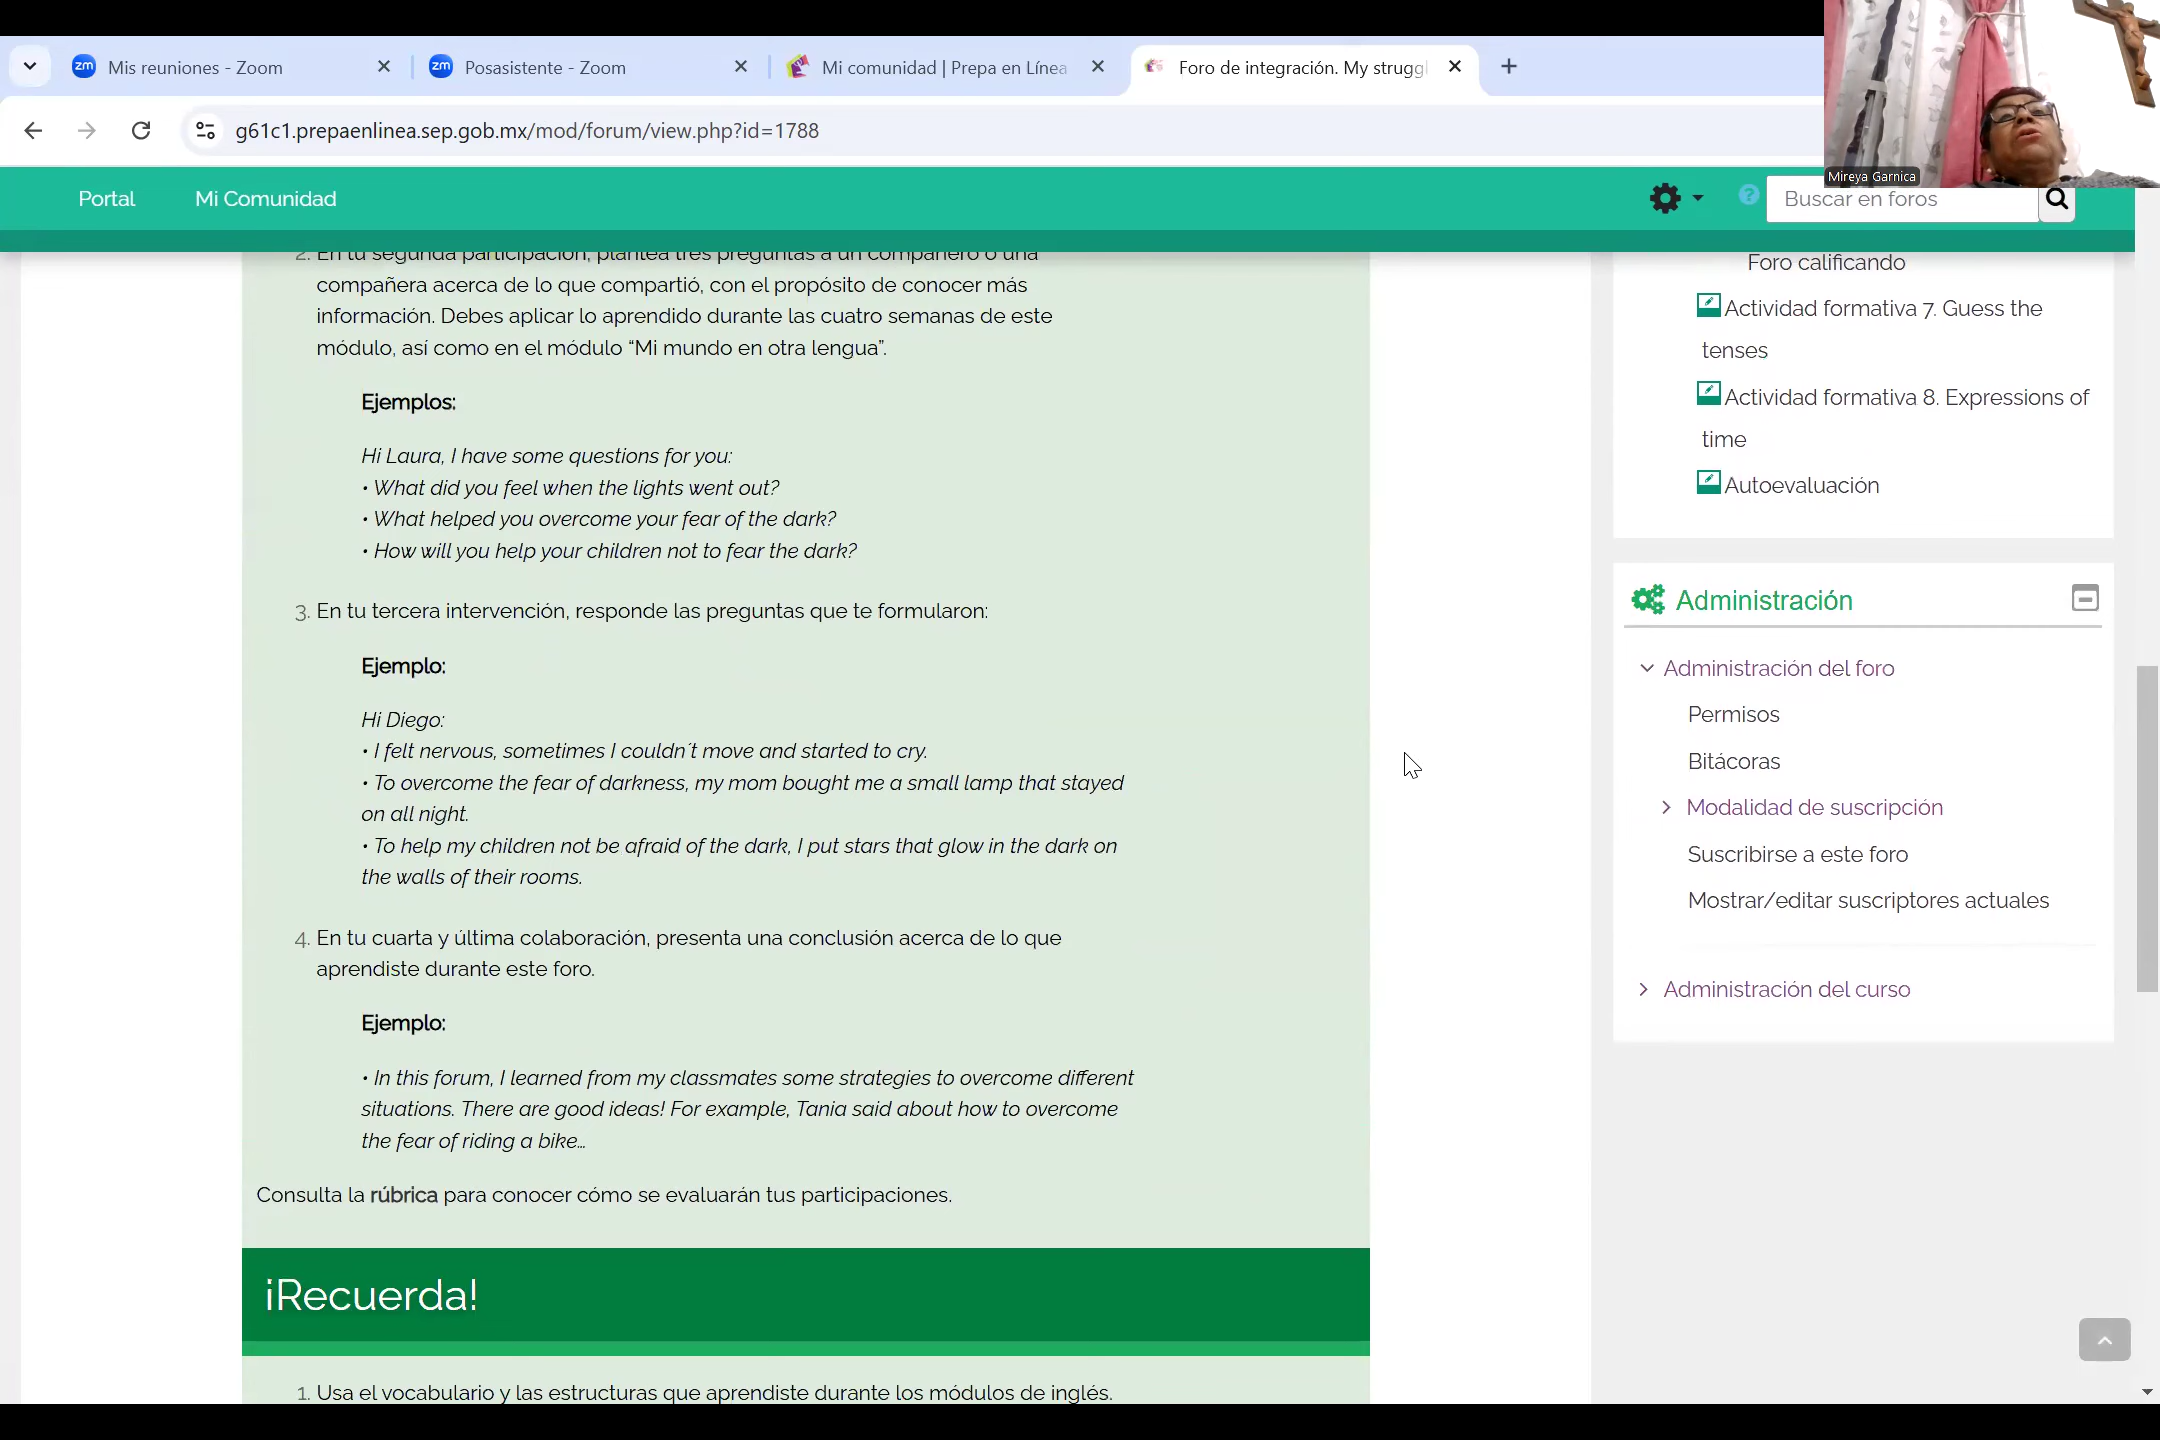 Mis reuniones - Zoom
Posasistente - Zoom
Mi comunidad | Prepa en Línea
Foro de integración. My struggl
g61c1.prepaenlinea.sep.gob.mx/mod/forum/view.php?id=1788
Mireya Garnica
Portal
Mi Comunidad
Buscar en foros
2. En tu segunda participación, plantea tres preguntas a un compañero o una
compañera acerca de lo que compartió, con el propósito de conocer más
información. Debes aplicar lo aprendido durante las cuatro semanas de este
módulo, así como en el módulo “Mi mundo en otra lengua”.
Ejemplos:
Hi Laura, I have some questions for you:
• What did you feel when the lights went out?
• What helped you overcome your fear of the dark?
• How will you help your children not to fear the dark?
3. En tu tercera intervención, responde las preguntas que te formularon:
Ejemplo:
Hi Diego:
• I felt nervous, sometimes I couldn´t move and started to cry.
• To overcome the fear of darkness, my mom bought me a small lamp that stayed
on all night.
• To help my children not be afraid of the dark, I put stars that glow in the dark on
the walls of their rooms.
4. En tu cuarta y última colaboración, presenta una conclusión acerca de lo que
aprendiste durante este foro.
Ejemplo:
• In this forum, I learned from my classmates some strategies to overcome different
situations. There are good ideas! For example, Tania said about how to overcome
the fear of riding a bike...
Consulta la rúbrica para conocer cómo se evaluarán tus participaciones.
¡Recuerda!
1. Usa el vocabulario y las estructuras que aprendiste durante los módulos de inglés.
Foro calificando
Actividad formativa 7. Guess the
tenses
Actividad formativa 8. Expressions of
time
Autoevaluación
Administración
Administración del foro
Permisos
Bitácoras
Modalidad de suscripción
Suscribirse a este foro
Mostrar/editar suscriptores actuales
Administración del curso